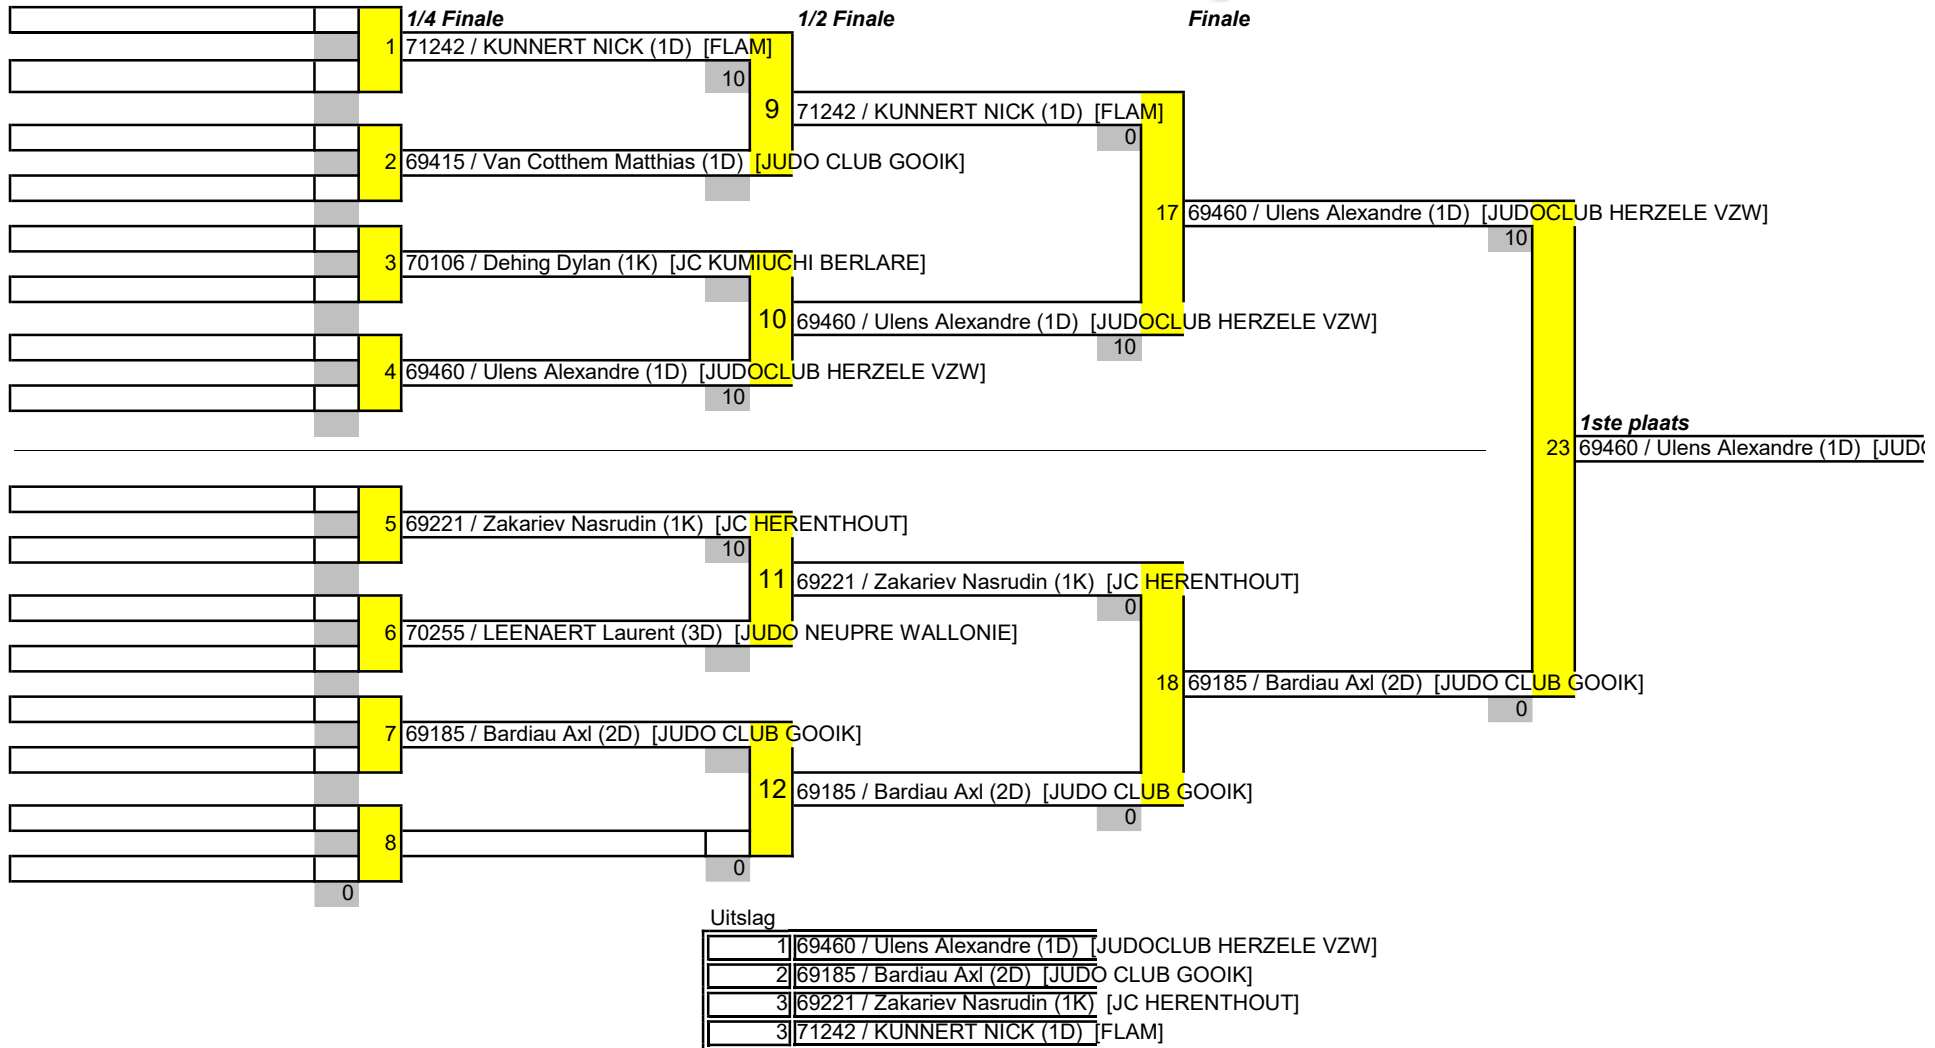 1/4 Finale
1/2 Finale
Finale
1 71242 / KUNNERT NICK (1D) [FLAM]
10
9 71242 / KUNNERT NICK (1D) [FLAM]
0
2 69415 / Van Cotthem Matthias (1D) [JUDO CLUB GOOIK]
17 69460 / Ulens Alexandre (1D) [JUDOCLUB HERZELE VZW]
10
3 70106 / Dehing Dylan (1K) [JC KUMIUCHI BERLARE]
10 69460 / Ulens Alexandre (1D) [JUDOCLUB HERZELE VZW]
10
4 69460 / Ulens Alexandre (1D) [JUDOCLUB HERZELE VZW]
10
1ste plaats
23 69460 / Ulens Alexandre (1D) [JUD
5 69221 / Zakariev Nasrudin (1K) [JC HERENTHOUT]
10
11 69221 / Zakariev Nasrudin (1K) [JC HERENTHOUT]
0
6 70255 / LEENAERT Laurent (3D) [JUDO NEUPRE WALLONIE]
18 69185 / Bardiau Axl (2D) [JUDO CLUB GOOIK]
0
7 69185 / Bardiau Axl (2D) [JUDO CLUB GOOIK]
12 69185 / Bardiau Axl (2D) [JUDO CLUB GOOIK]
0
8
0
0
Uitslag
1 69460 / Ulens Alexandre (1D) [JUDOCLUB HERZELE VZW]
2 69185 / Bardiau Axl (2D) [JUDO CLUB GOOIK]
3 69221 / Zakariev Nasrudin (1K) [JC HERENTHOUT]
3 71242 / KUNNERT NICK (1D) [FLAM]